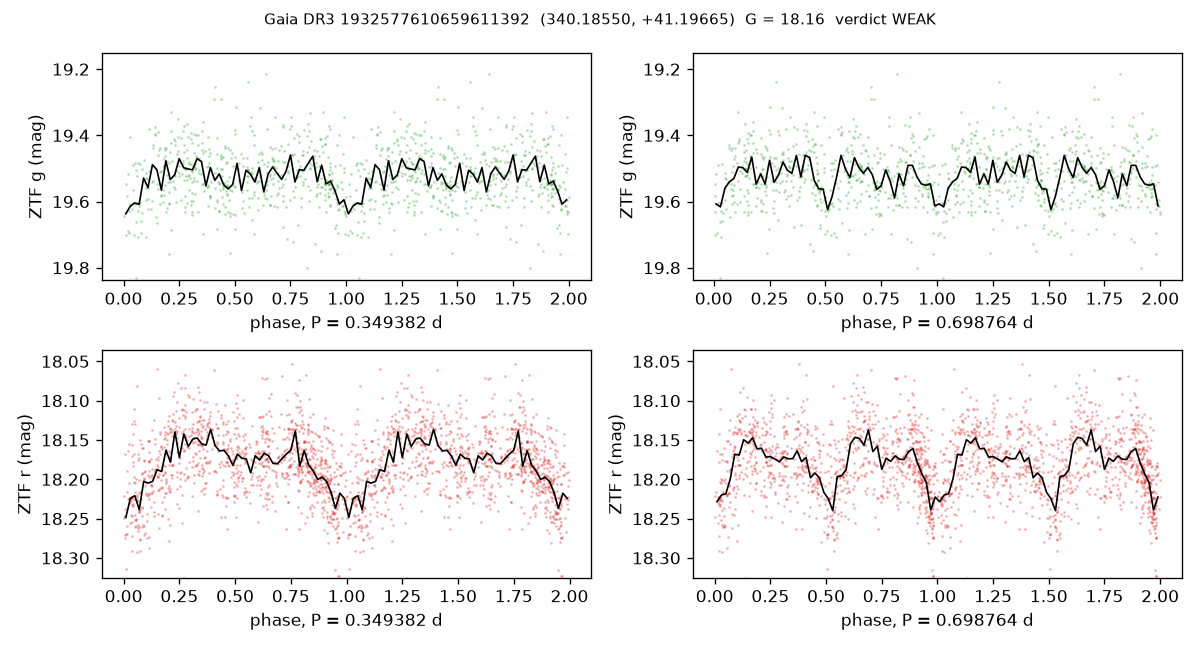 Gaia DR3 1932577610659611392 (340.18550, +41.19665) G = 18.16 verdict WEAK
ZTF g (mag)
19.2
19.4
19.6
19.8
0.00 0.25 0.50 0.75 1.00 1.25 1.50 1.75 2.00
phase, P = 0.349382 d
ZTF g (mag)
19.2
19.4
19.6
19.8
0.00 0.25 0.50 0.75 1.00 1.25 1.50 1.75 2.00
phase, P = 0.698764 d
ZTF r (mag)
18.05
18.10
18.15
18.20
18.25
18.30
0.00 0.25 0.50 0.75 1.00 1.25 1.50 1.75 2.00
phase, P = 0.349382 d
ZTF r (mag)
18.05
18.10
18.15
18.20
18.25
18.30
0.00 0.25 0.50 0.75 1.00 1.25 1.50 1.75 2.00
phase, P = 0.698764 d